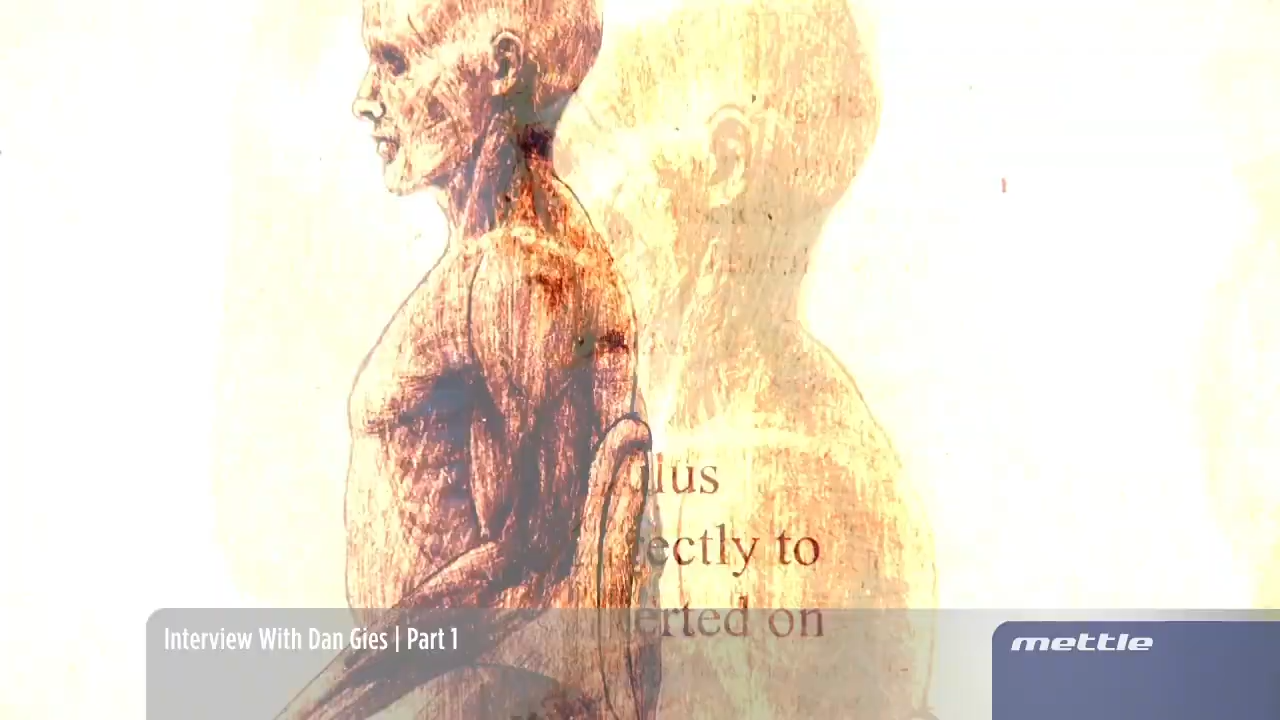 ulus
ectly to
erted on
Interview With Dan Gies | Part 1
mettle